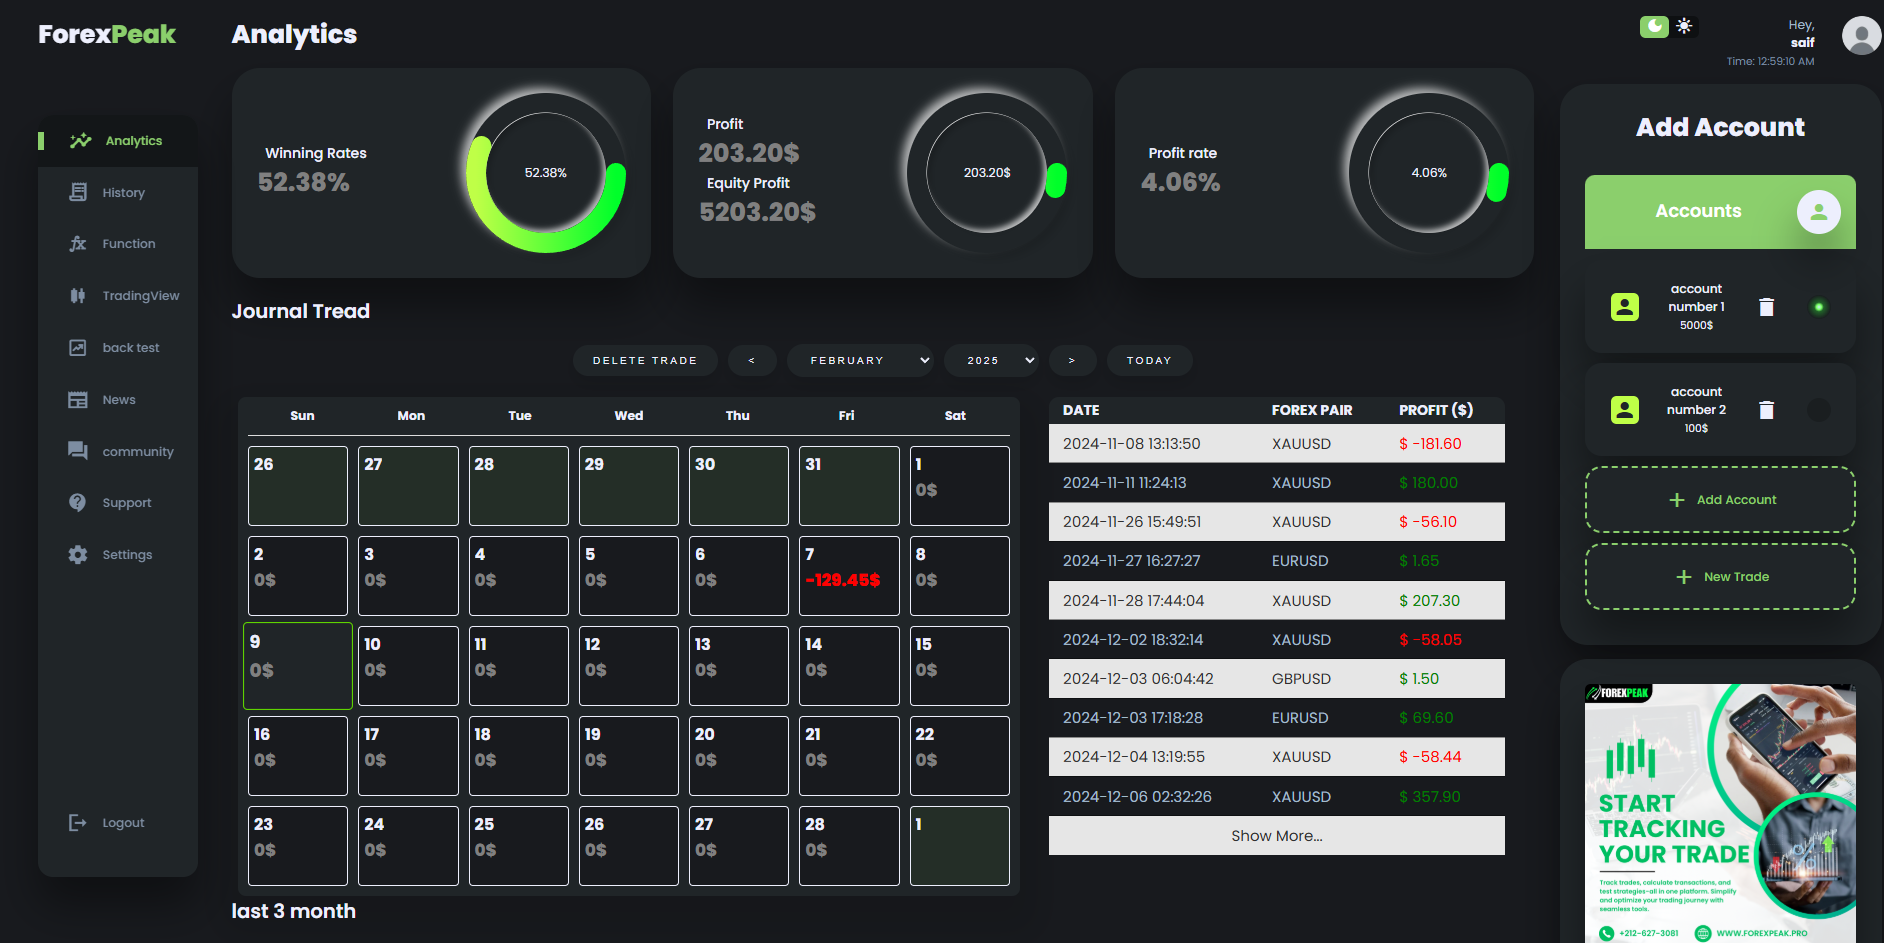 ForexPeak
Analytics
History
Function
TradingView
back test
News
community
Support
Settings
Logout
Analytics
Winning Rates
52.38%
52.38%
Profit
203.20$
Equity Profit
5203.20$
203.20$
Profit rate
4.06%
4.06%
Journal Tread
DELETE TRADE < FEBRUARY 2025 > TODAY
Sun Mon Tue Wed Thu Fri Sat
26 27 28 29 30 31 1
0$
2 3 4 5 6 7 8
0$ 0$ 0$ 0$ 0$ -129.45$ 0$
9 10 11 12 13 14 15
0$ 0$ 0$ 0$ 0$ 0$ 0$
16 17 18 19 20 21 22
0$ 0$ 0$ 0$ 0$ 0$ 0$
23 24 25 26 27 28 1
0$ 0$ 0$ 0$ 0$ 0$
last 3 month
DATE FOREX PAIR PROFIT ($)
2024-11-08 13:13:50 XAUUSD $ -181.60
2024-11-11 11:24:13 XAUUSD $ 180.00
2024-11-26 15:49:51 XAUUSD $ -56.10
2024-11-27 16:27:27 EURUSD $ 1.65
2024-11-28 17:44:04 XAUUSD $ 207.30
2024-12-02 18:32:14 XAUUSD $ -58.05
2024-12-03 06:04:42 GBPUSD $ 1.50
2024-12-03 17:18:28 EURUSD $ 69.60
2024-12-04 13:19:55 XAUUSD $ -58.44
2024-12-06 02:32:26 XAUUSD $ 357.90
Show More...
Hey,
saif
Time: 12:59:10 AM
Add Account
Accounts
account
number 1
5000$
account
number 2
100$
+ Add Account
+ New Trade
FOREXPEAK
START
TRACKING
YOUR TRADE
Track trades, calculate transactions, and
test strategies-all in one platform. Simplify
and optimize your trading journey with
seamless tools.
+212-627-3081 WWW.FOREXPEAK.PRO